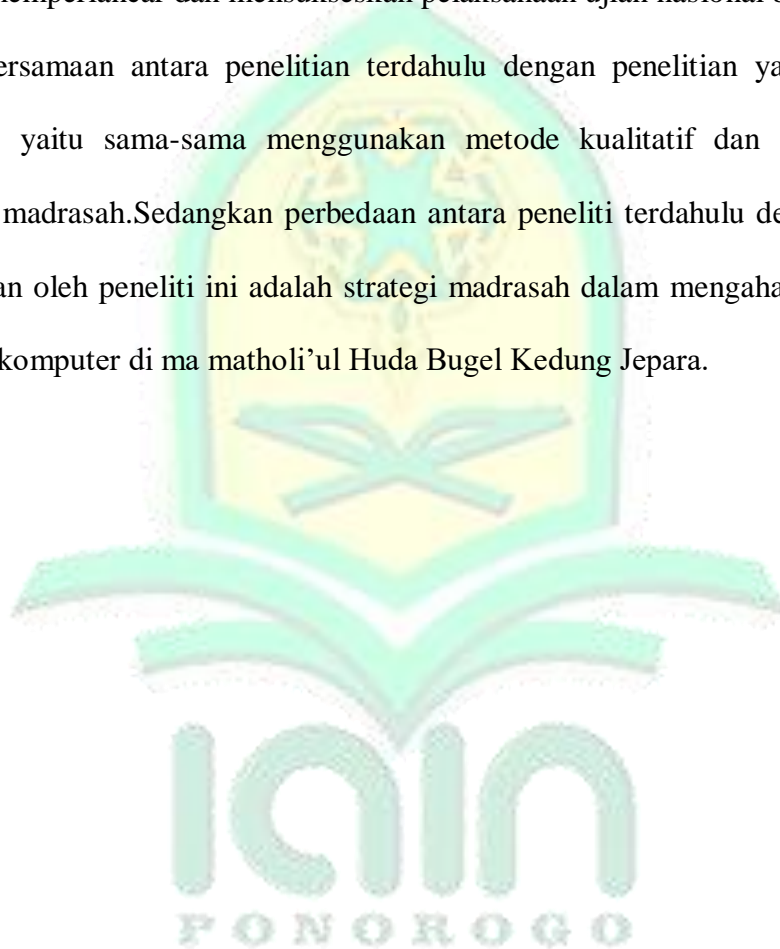 memperlancar dan mensukseskan pelaksanaan ujian nasional
ersamaan antara penelitian terdahulu dengan penelitian ya
yaitu sama-sama menggunakan metode kualitatif dan
madrasah.Sedangkan perbedaan antara peneliti terdahulu de
an oleh peneliti ini adalah strategi madrasah dalam mengaha
komputer di ma matholi’ul Huda Bugel Kedung Jepara.
iain
PONOROGO